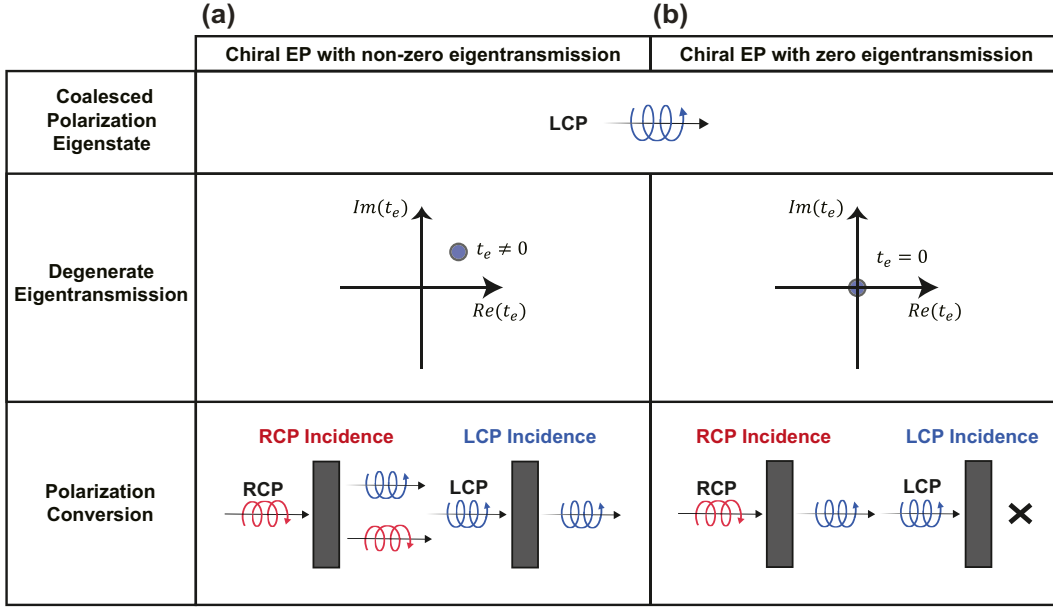 (a)
(b)
Chiral EP with non-zero eigentransmission
Chiral EP with zero eigentransmission
Coalesced
Polarization
Eigenstate
LCP
Degenerate
Eigentransmission
Im(t_e)
t_e ≠ 0
Re(t_e)
Im(t_e)
t_e = 0
Re(t_e)
Polarization
Conversion
RCP Incidence
LCP Incidence
RCP
LCP
RCP Incidence
LCP Incidence
RCP
LCP